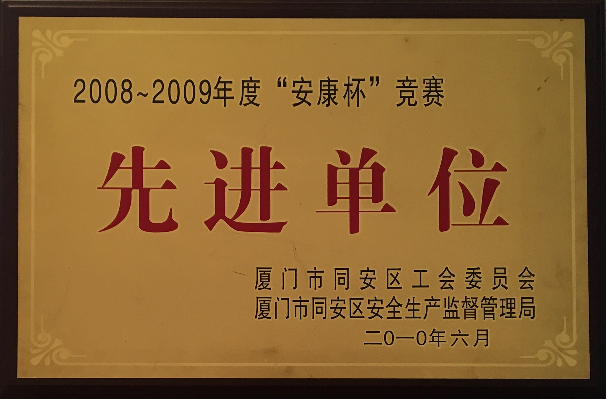 2008~2009年度“安康杯”竞赛
先进单位
厦门市同安区工会委员会
厦门市同安区安全生产监督管理局
二0一0年六月